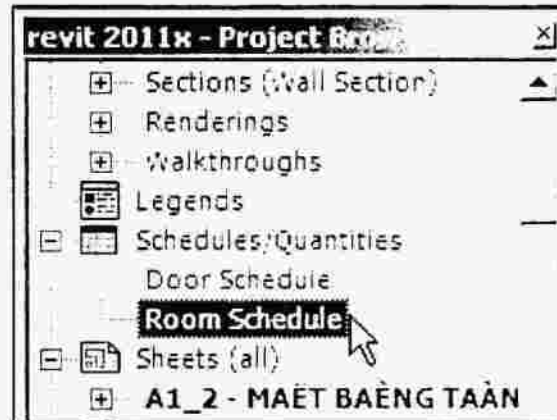 revit 2011x - Project Brow
Sections (Wall Section)
Renderings
Walkthroughs
Legends
Schedules/Quantities
Door Schedule
Room Schedule
Sheets (all)
A1_2 - MAËT BAÈNG TAÀN